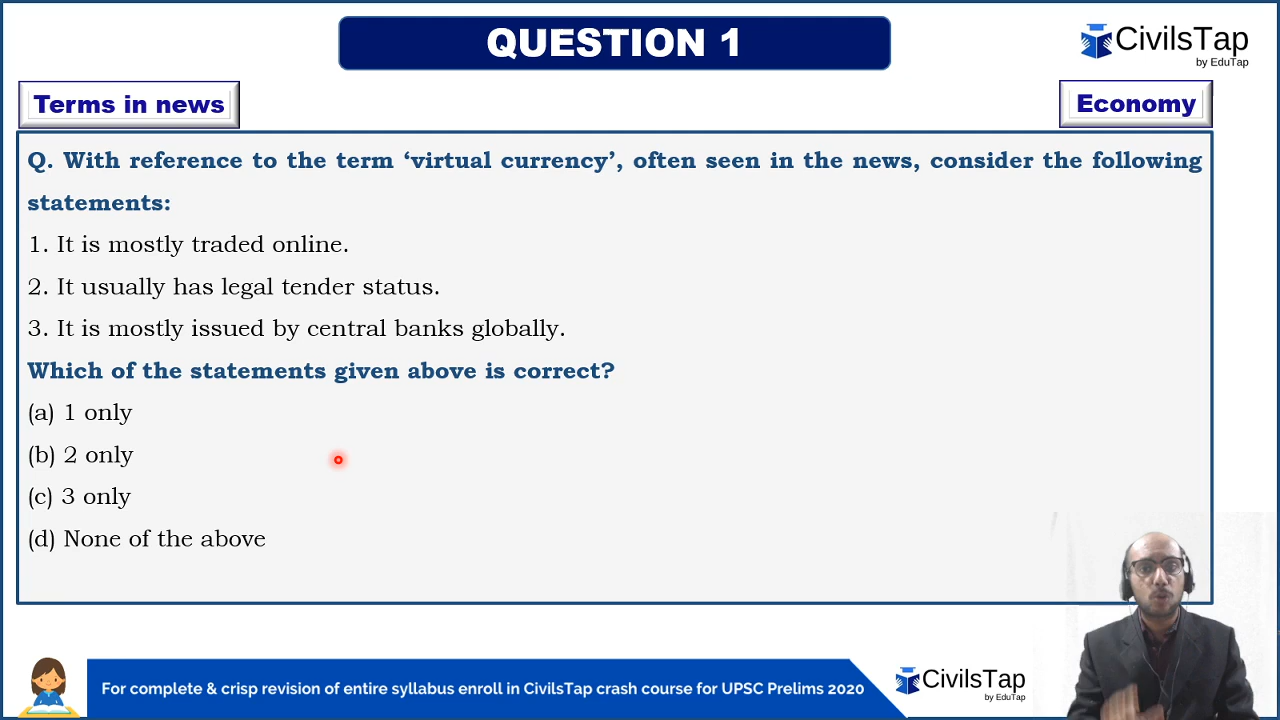 QUESTION 1
CivilsTap
by EduTap
Terms in news
Economy
Q. With reference to the term ‘virtual currency’, often seen in the news, consider the following
statements:
1. It is mostly traded online.
2. It usually has legal tender status.
3. It is mostly issued by central banks globally.
Which of the statements given above is correct?
(a) 1 only
(b) 2 only
(c) 3 only
(d) None of the above
For complete & crisp revision of entire syllabus enroll in CivilsTap crash course for UPSC Prelims 2020
CivilsTap
by EduTap